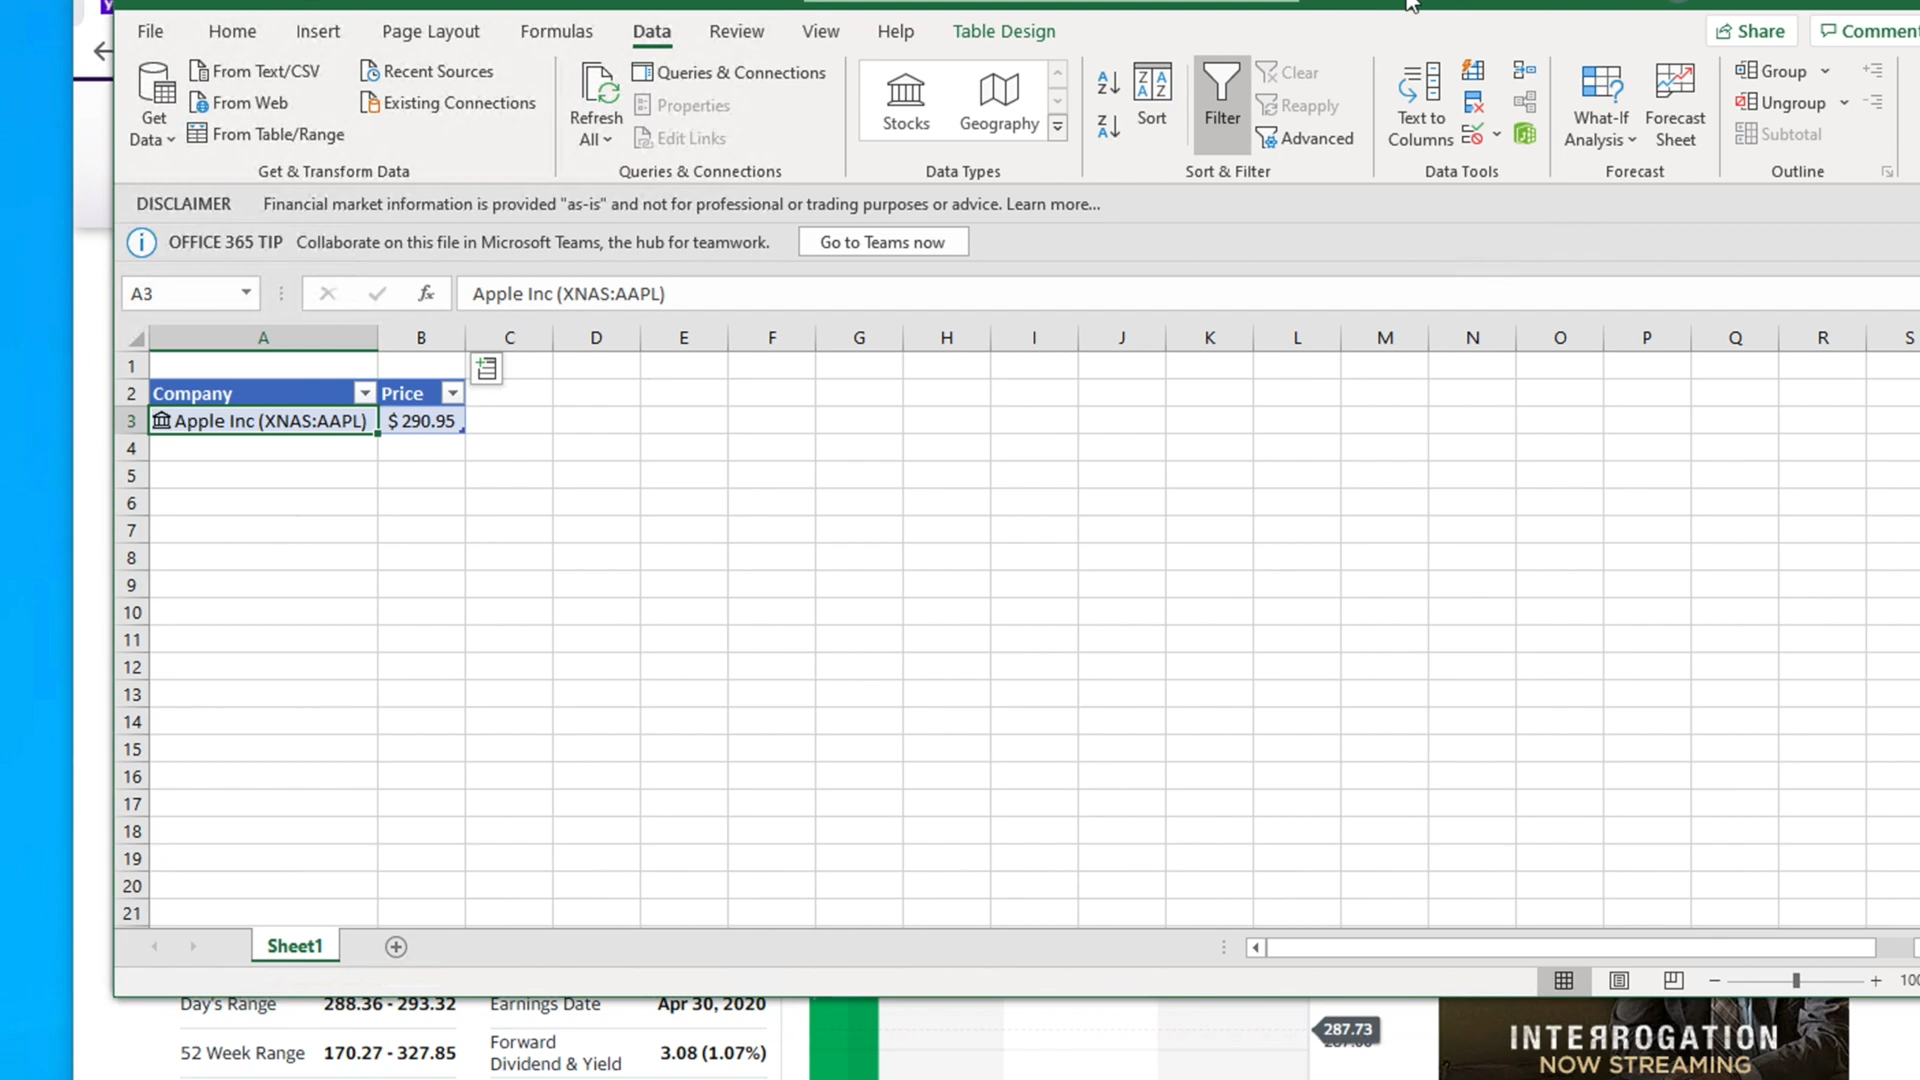 File Home Insert Page Layout Formulas Data Review View Help Table Design Share
Get Data
From Text/CSV
From Web
From Table/Range
Recent Sources
Existing Connections
Get & Transform Data
Refresh All
Queries & Connections
Properties
Edit Links
Queries & Connections
Stocks
Geography
Data Types
Sort
Filter
Clear
Reapply
Advanced
Sort & Filter
Text to Columns
Data Tools
What-If Analysis
Forecast Sheet
Forecast
Group
Ungroup
Subtotal
Outline
DISCLAIMER Financial market information is provided "as-is" and not for professional or trading purposes or advice. Learn more...
OFFICE 365 TIP Collaborate on this file in Microsoft Teams, the hub for teamwork. Go to Teams now
A3 fx Apple Inc (XNAS:AAPL)
A B C D E F G H I J K L M N O P Q R S
1
2 Company Price
3 Apple Inc (XNAS:AAPL) $ 290.95
4
5
6
7
8
9
10
11
12
13
14
15
16
17
18
19
20
21
Sheet1
Day's Range 288.36 - 293.32 Earnings Date Apr 30, 2020
52 Week Range 170.27 - 327.85 Forward Dividend & Yield 3.08 (1.07%)
287.73
INTERROGATION
NOW STREAMING